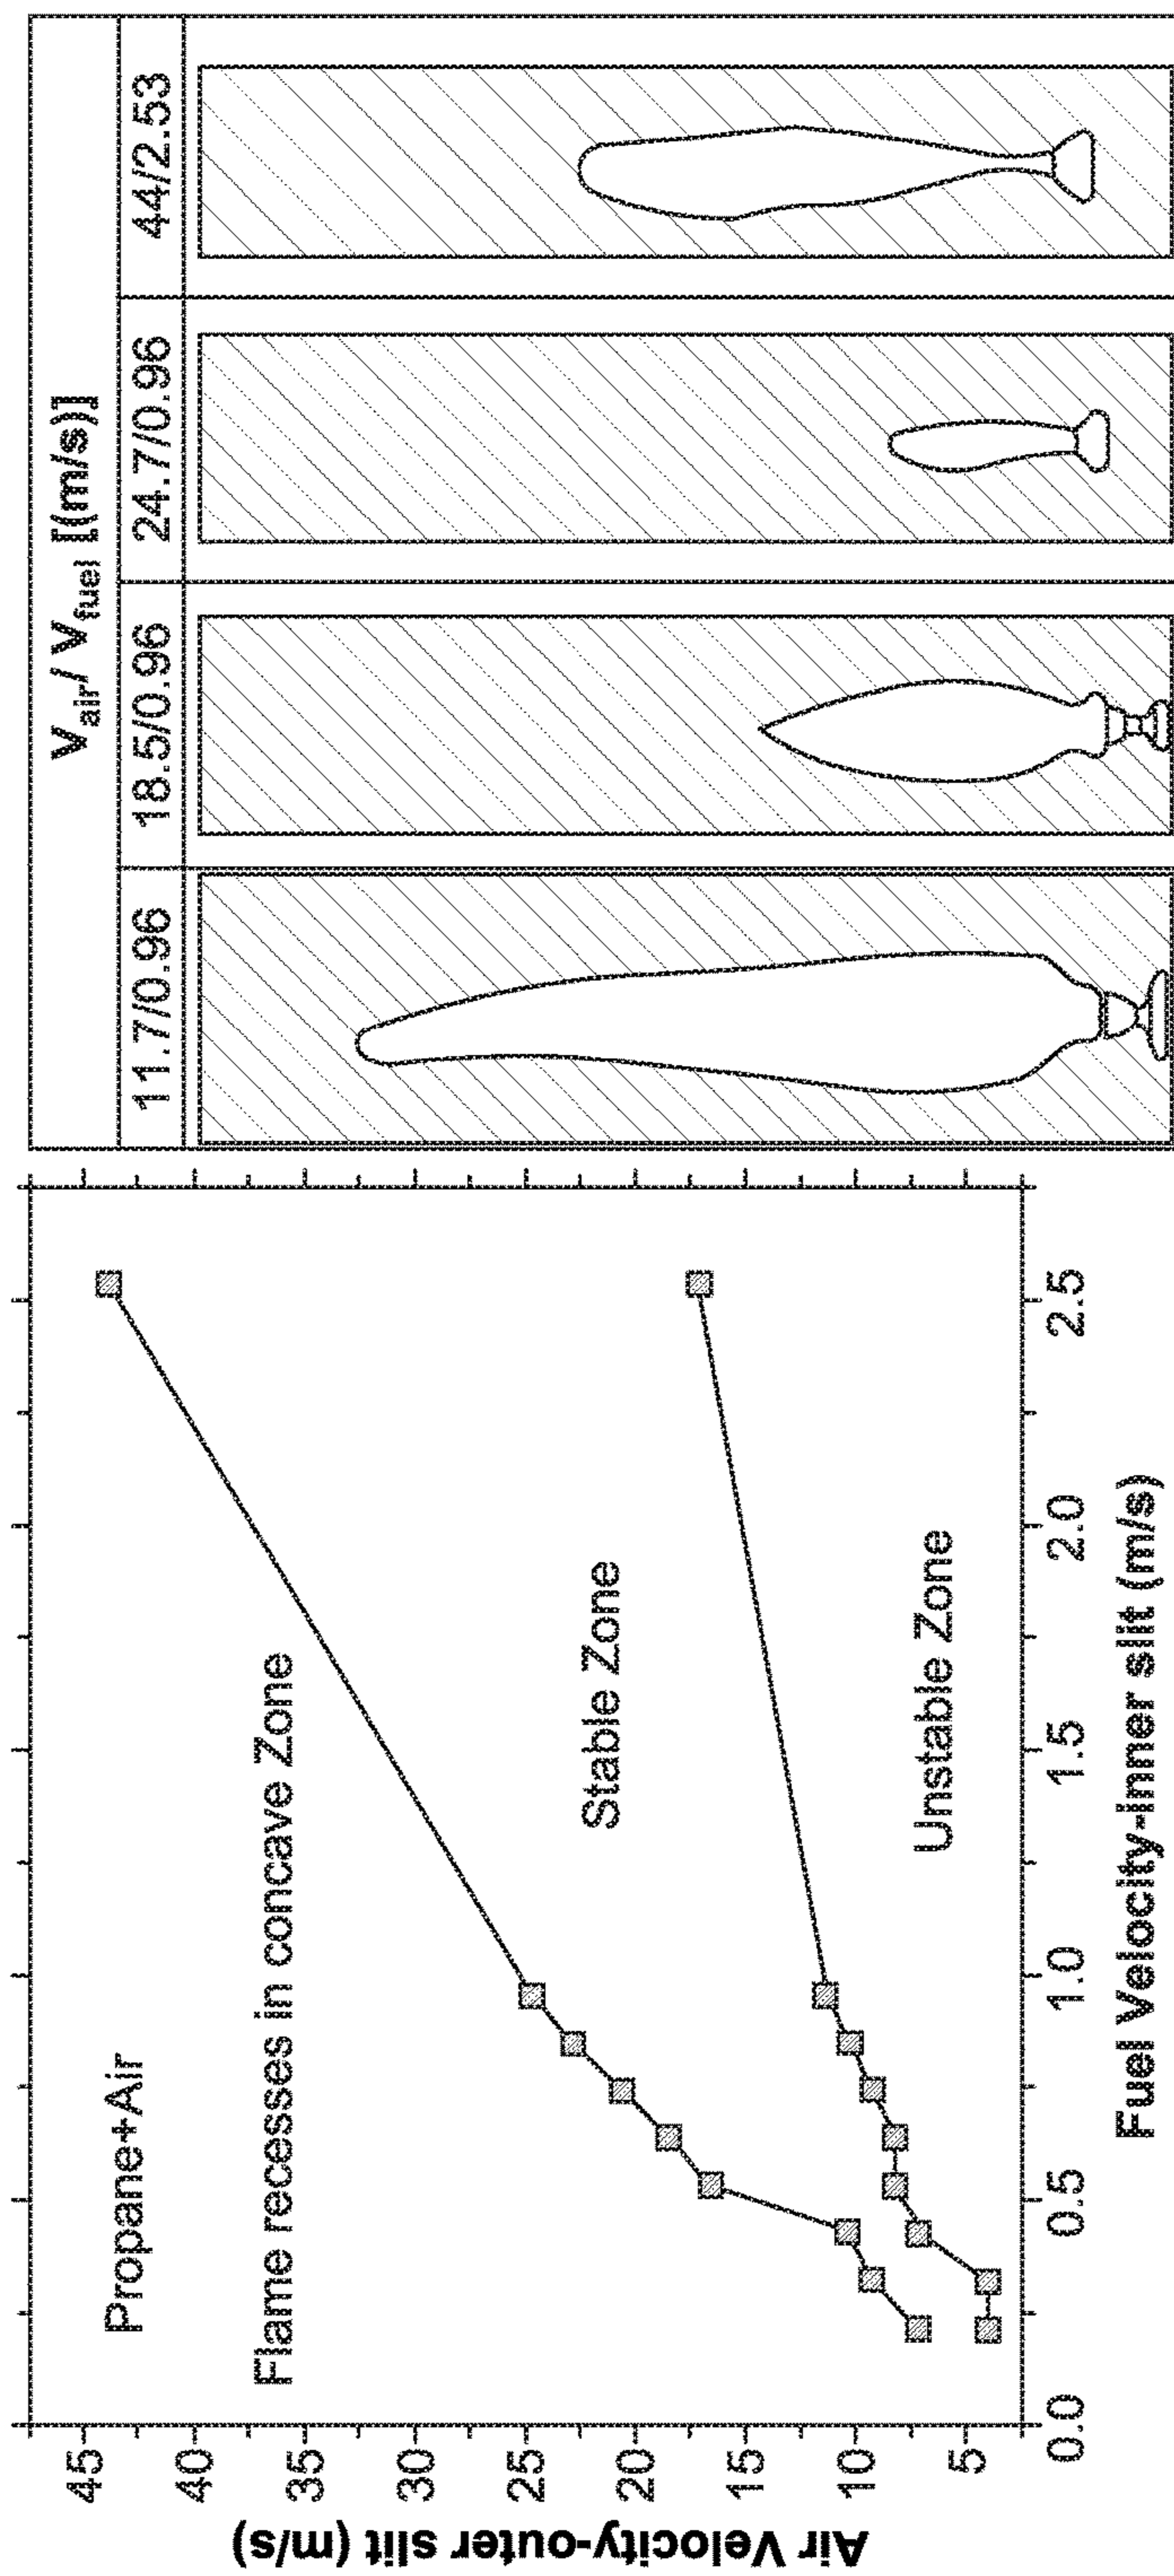 Air Velocity-outer slit (m/s)
45
40
35
30
25
20
15
10
5
Propane+Air
Flame recesses in concave Zone
Stable Zone
Unstable Zone
0.0
0.5
1.0
1.5
2.0
2.5
Fuel Velocity-inner slit (m/s)
Vair/ Vfuel [(m/s)]
11.7/0.96
18.5/0.96
24.7/0.96
44/2.53